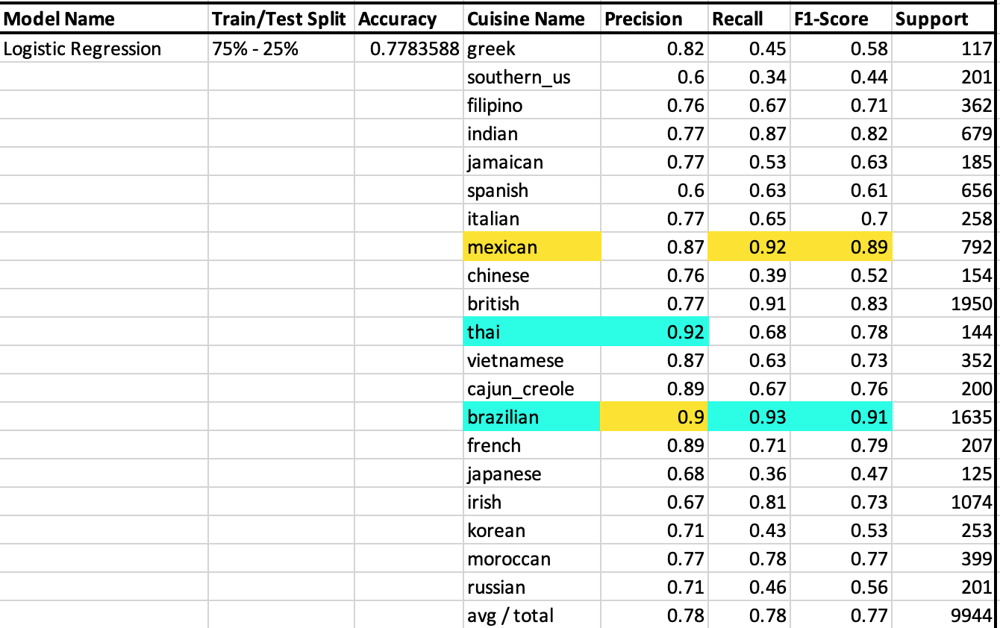 Model Name Train/Test Split Accuracy Cuisine Name Precision Recall F1-Score Support
Logistic Regression 75% - 25% 0.7783588 greek 0.82 0.45 0.58 117
southern_us 0.6 0.34 0.44 201
filipino 0.76 0.67 0.71 362
indian 0.77 0.87 0.82 679
jamaican 0.77 0.53 0.63 185
spanish 0.6 0.63 0.61 656
italian 0.77 0.65 0.7 258
mexican 0.87 0.92 0.89 792
chinese 0.76 0.39 0.52 154
british 0.77 0.91 0.83 1950
thai 0.92 0.68 0.78 144
vietnamese 0.87 0.63 0.73 352
cajun_creole 0.89 0.67 0.76 200
brazilian 0.9 0.93 0.91 1635
french 0.89 0.71 0.79 207
japanese 0.68 0.36 0.47 125
irish 0.67 0.81 0.73 1074
korean 0.71 0.43 0.53 253
moroccan 0.77 0.78 0.77 399
russian 0.71 0.46 0.56 201
avg / total 0.78 0.78 0.77 9944